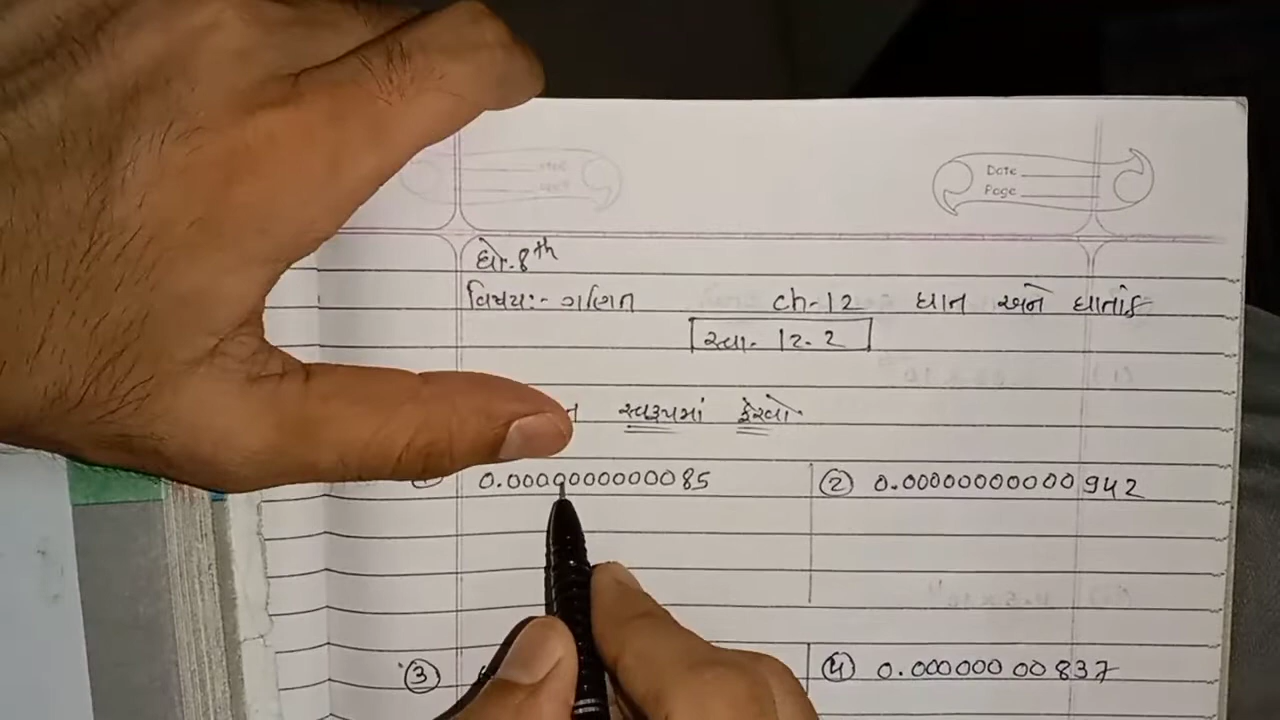 Date
Page
ધો. 8th
વિષય:- ગણિત ch-12 ઘાત અને ઘાતાંક
સ્વા. 12.2
સ્વરૂપમાં ફેરવો.
0.0000000000085 ② 0.00000000000942
③ ④ 0.00000000837